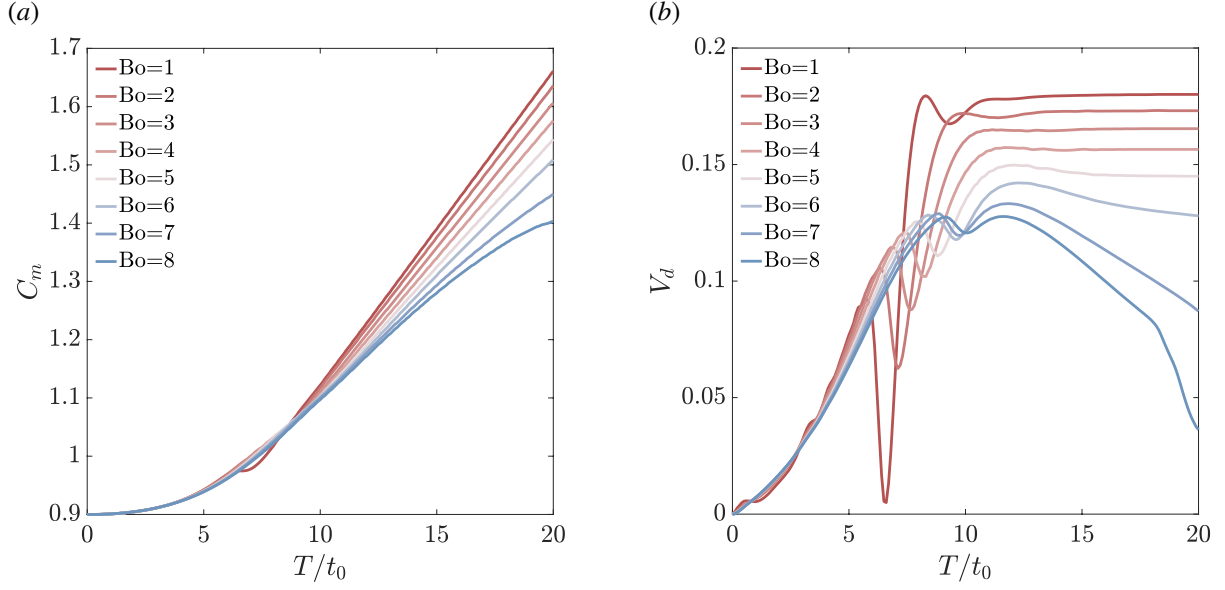 (a)
1.7
1.6
1.5
1.4
1.3
1.2
1.1
1
0.9
C_m
Bo=1
Bo=2
Bo=3
Bo=4
Bo=5
Bo=6
Bo=7
Bo=8
0 5 10 15 20
T/t_0
(b)
0.2
0.15
0.1
0.05
0
V_d
Bo=1
Bo=2
Bo=3
Bo=4
Bo=5
Bo=6
Bo=7
Bo=8
0 5 10 15 20
T/t_0